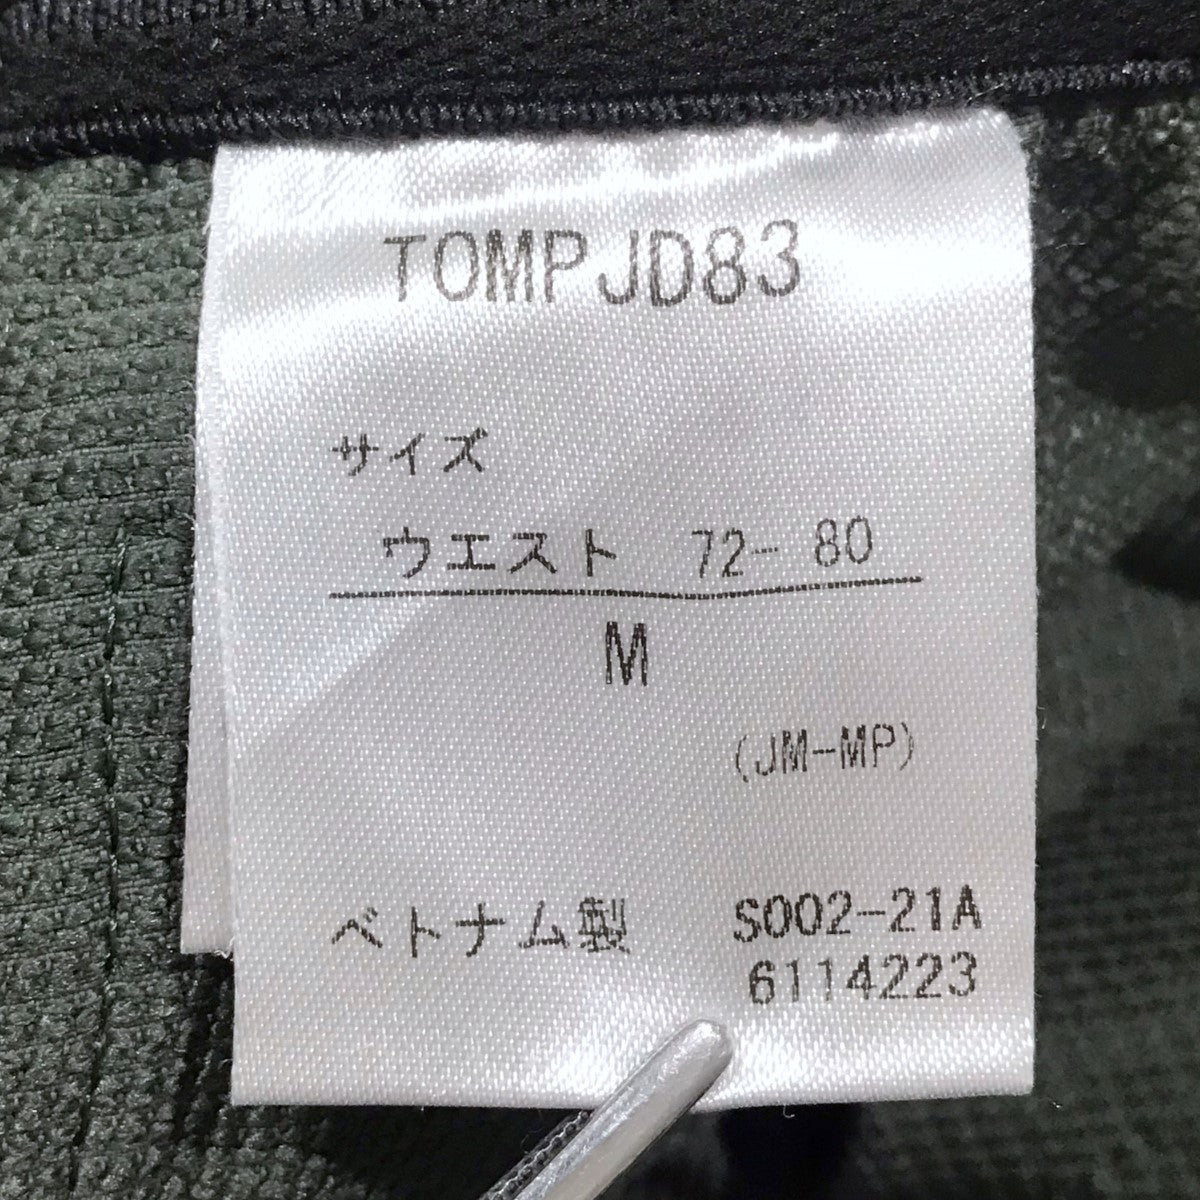 TOMPJD83
サイズ
ウエスト 72- 80
M
(JM-MP)
ベトナム製 S002-21A
6114223